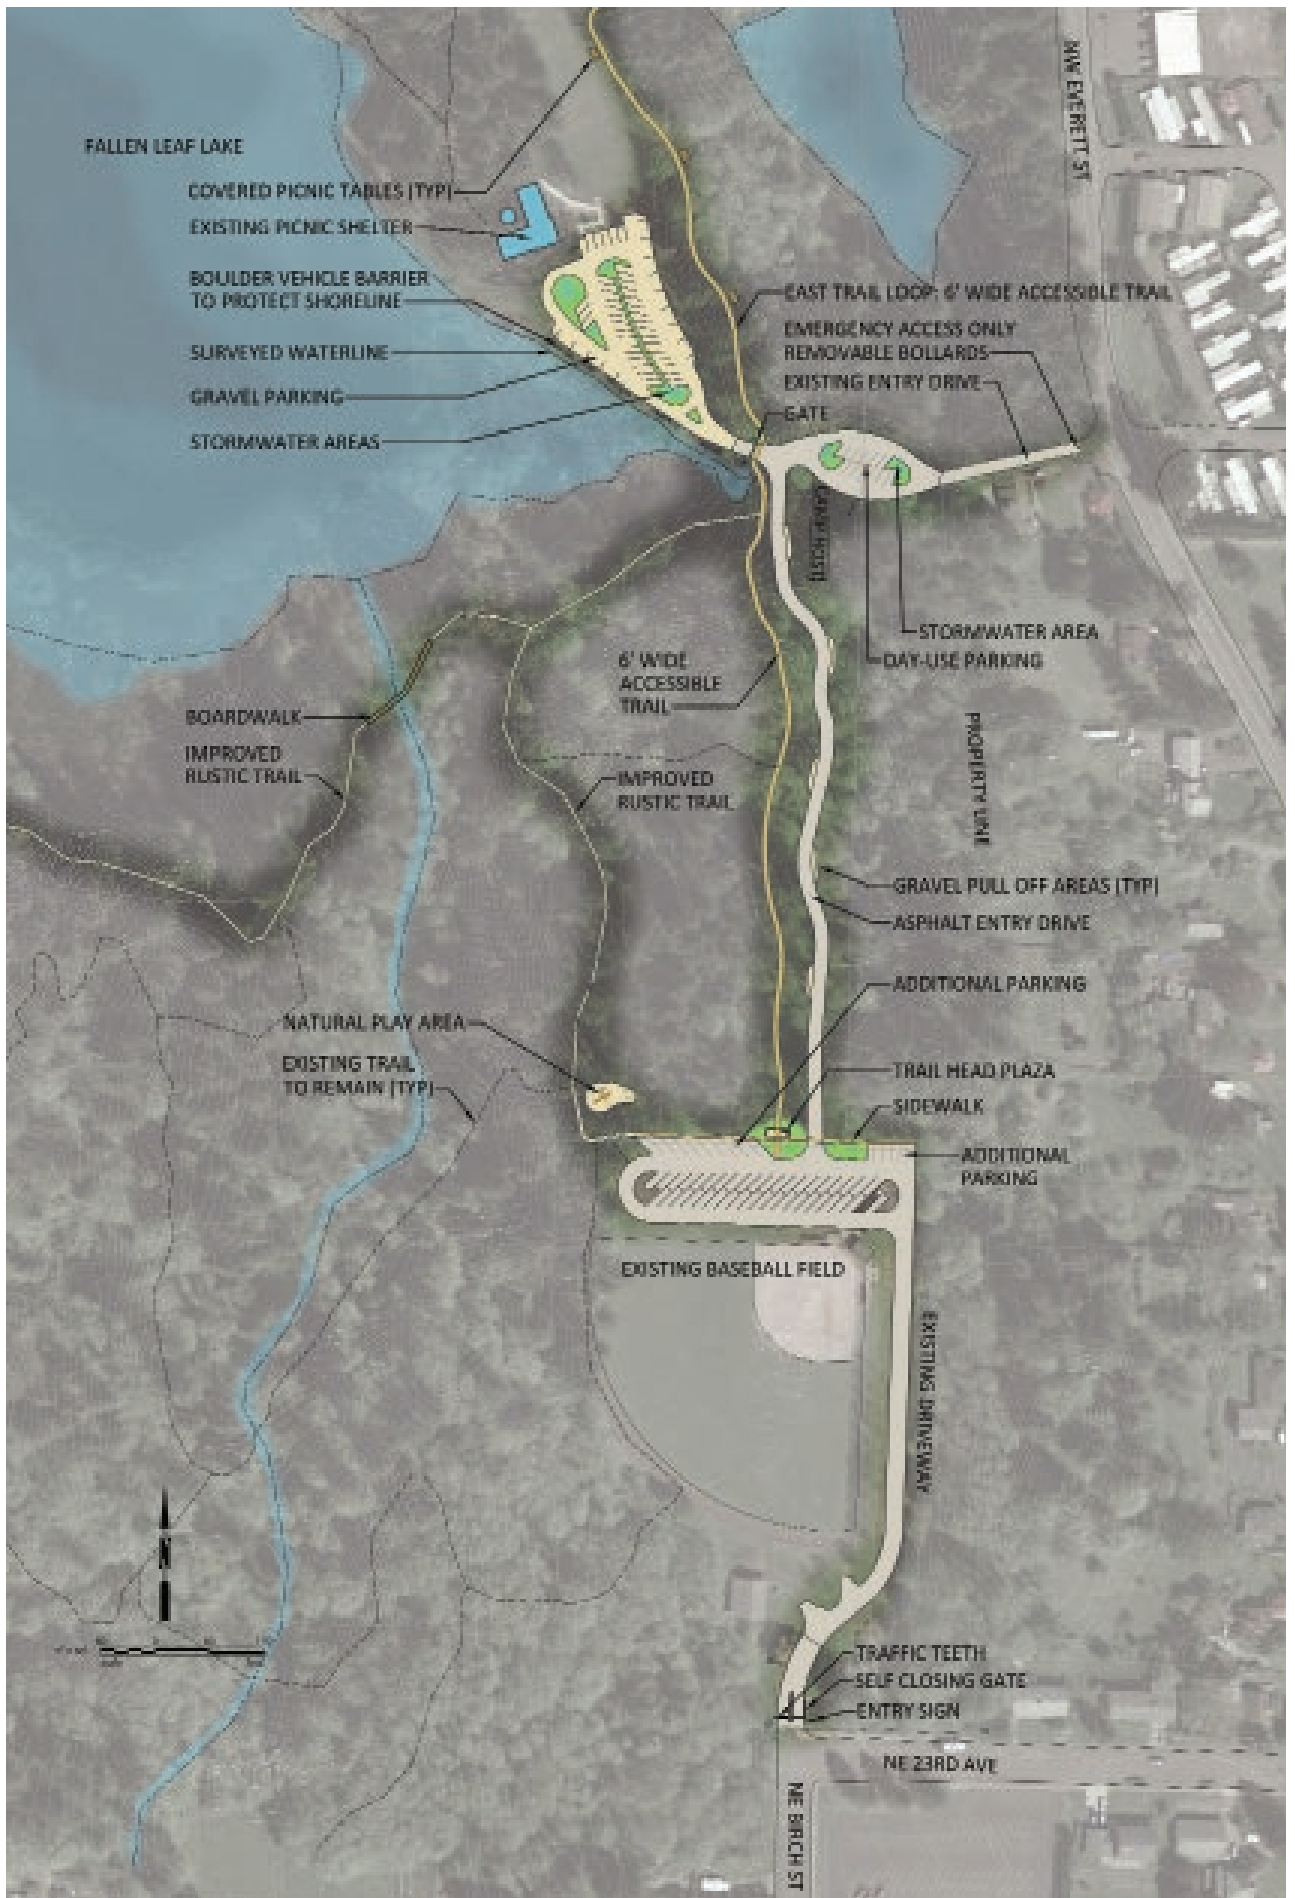 NW EVERETT ST
FALLEN LEAF LAKE
COVERED PICNIC TABLES (TYP)
EXISTING PICNIC SHELTER
BOULDER VEHICLE BARRIER
TO PROTECT SHORELINE
SURVEYED WATERLINE
GRAVEL PARKING
STORMWATER AREAS
EAST TRAIL LOOP: 6' WIDE ACCESSIBLE TRAIL
EMERGENCY ACCESS ONLY
REMOVABLE BOLLARDS
EXISTING ENTRY DRIVE
GATE
STORMWATER AREA
DAY-USE PARKING
6' WIDE
ACCESSIBLE
TRAIL
BOARDWALK
IMPROVED
RUSTIC TRAIL
IMPROVED
RUSTIC TRAIL
PROPERTY LINE
GRAVEL PULL OFF AREAS (TYP)
ASPHALT ENTRY DRIVE
ADDITIONAL PARKING
NATURAL PLAY AREA
EXISTING TRAIL
TO REMAIN (TYP)
TRAIL HEAD PLAZA
SIDEWALK
ADDITIONAL
PARKING
EXISTING BASEBALL FIELD
EXISTING DRIVEWAY
N
TRAFFIC TEETH
SELF CLOSING GATE
ENTRY SIGN
NE 23RD AVE
NE BIRCH ST